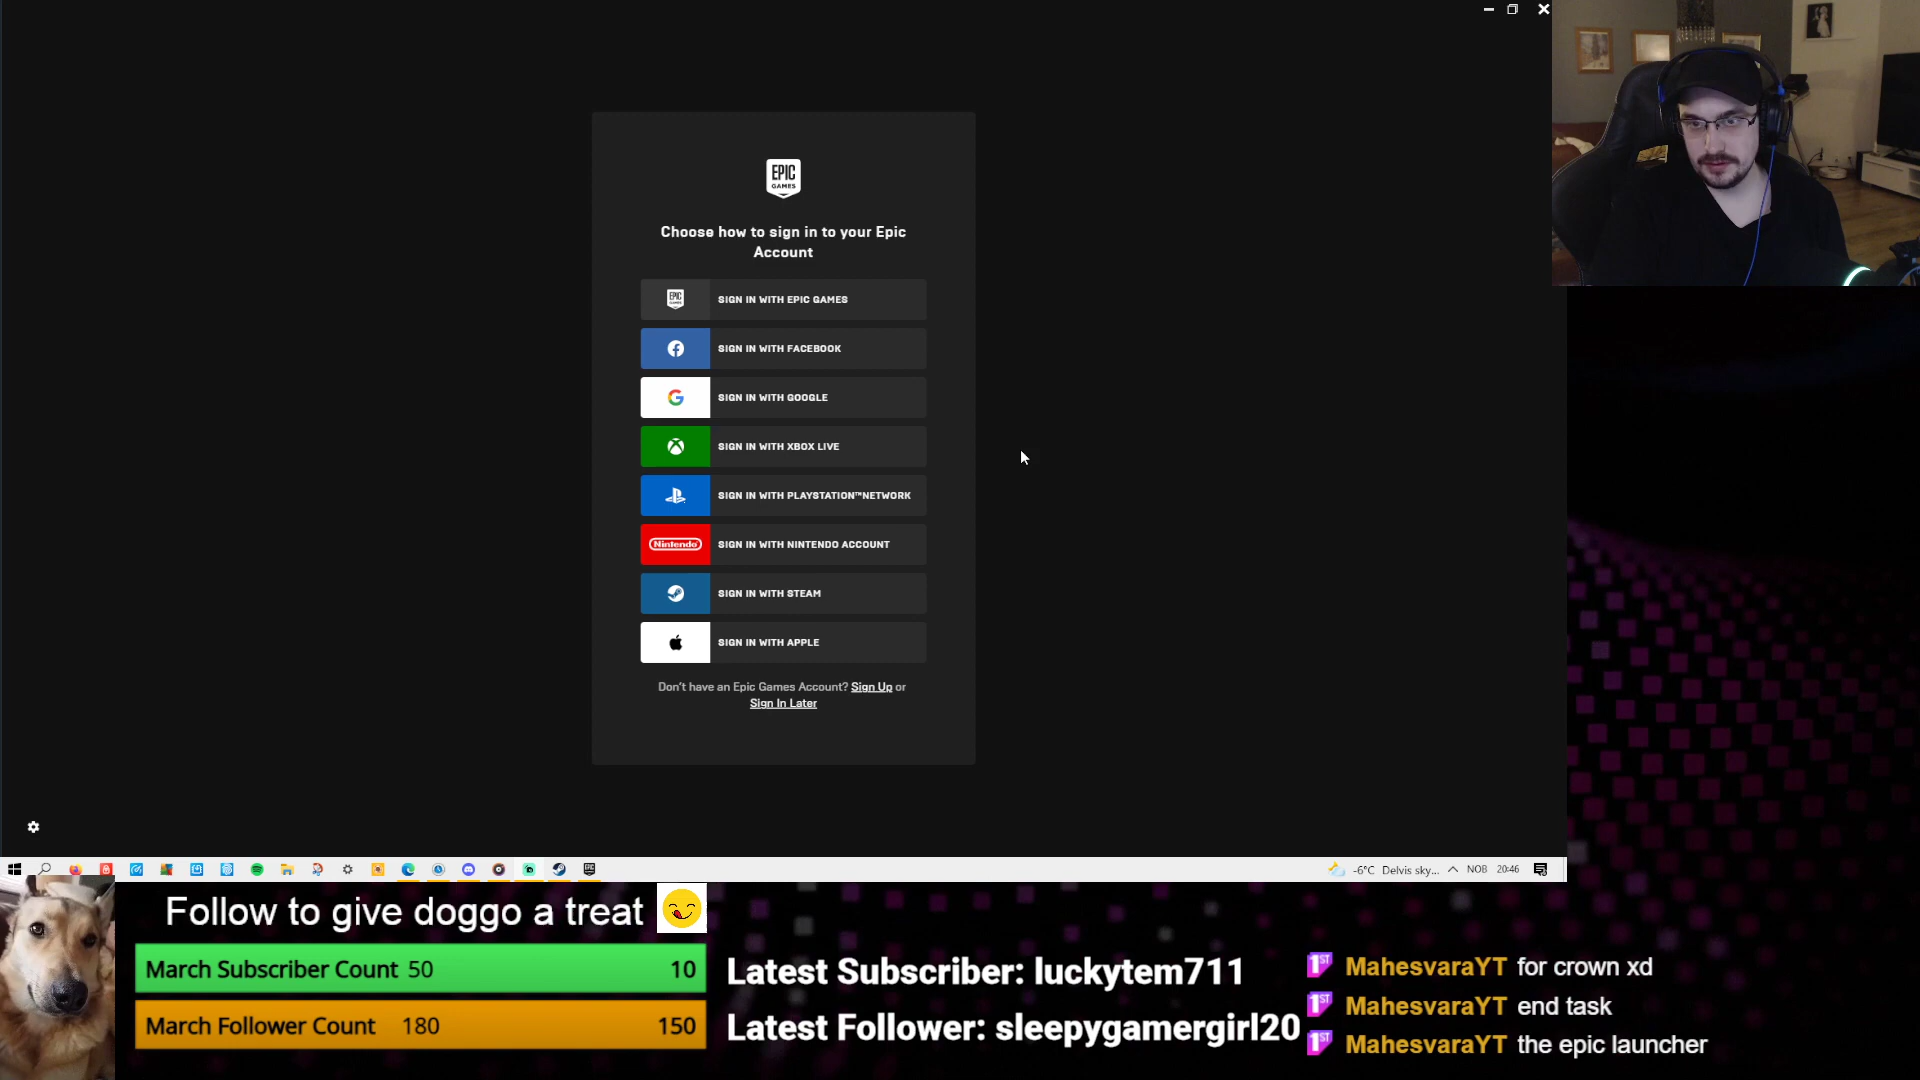 EPIC
GAMES
Choose how to sign in to your Epic
Account
EPIC
GAMES
SIGN IN WITH EPIC GAMES
SIGN IN WITH FACEBOOK
SIGN IN WITH GOOGLE
SIGN IN WITH XBOX LIVE
SIGN IN WITH PLAYSTATION™NETWORK
Nintendo
SIGN IN WITH NINTENDO ACCOUNT
SIGN IN WITH STEAM
SIGN IN WITH APPLE
Don't have an Epic Games Account? Sign Up or
Sign In Later
-6°C Delvis sky... NOB 20:46
Follow to give doggo a treat
March Subscriber Count 50 10
March Follower Count 180 150
Latest Subscriber: luckytem711
Latest Follower: sleepygamergirl20
1ST MahesvaraYT for crown xd
1ST MahesvaraYT end task
1ST MahesvaraYT the epic launcher